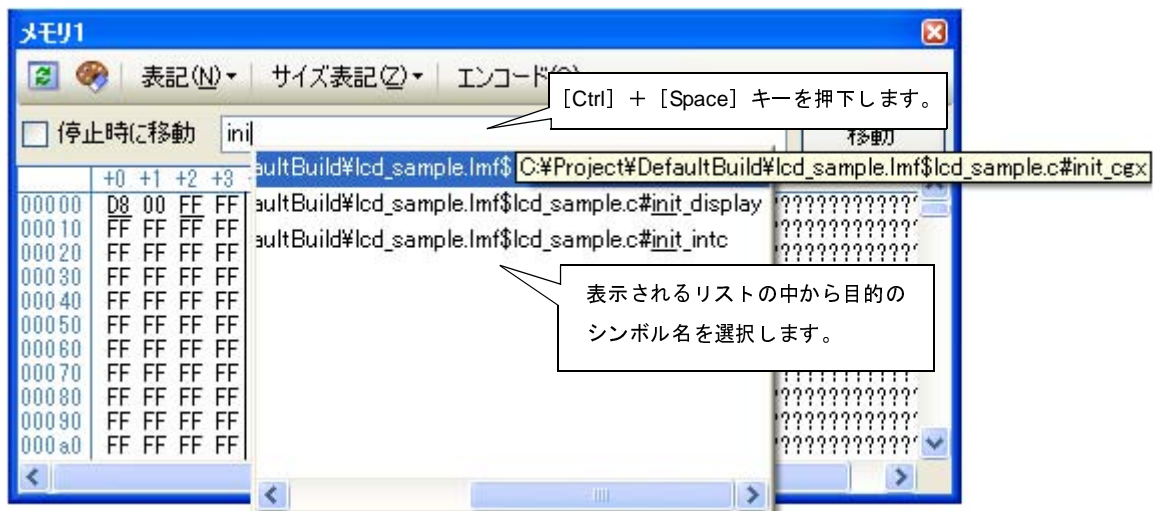 メモリ1
表記(N)▾ サイズ表記(Z)▾ エンコード
[Ctrl] + [Space] キーを押下します。
停止時に移動 ini 移動
aultBuild¥lcd_sample.lmf$ C:¥Project¥DefaultBuild¥lcd_sample.lmf$lcd_sample.c#init_cgx
+0 +1 +2 +3
00000 D8 00 FF FF aultBuild¥lcd_sample.lmf$lcd_sample.c#init_display ????????????
00010 FF FF FF FF ????????????
00020 FF FF FF FF aultBuild¥lcd_sample.lmf$lcd_sample.c#init_intc ????????????
00030 FF FF FF FF
表示されるリストの中から目的の
シンボル名を選択します。
00040 FF FF FF FF
00050 FF FF FF FF
00060 FF FF FF FF
00070 FF FF FF FF
00080 FF FF FF FF ????????????
00090 FF FF FF FF ????????????
000a0 FF FF FF FF ????????????